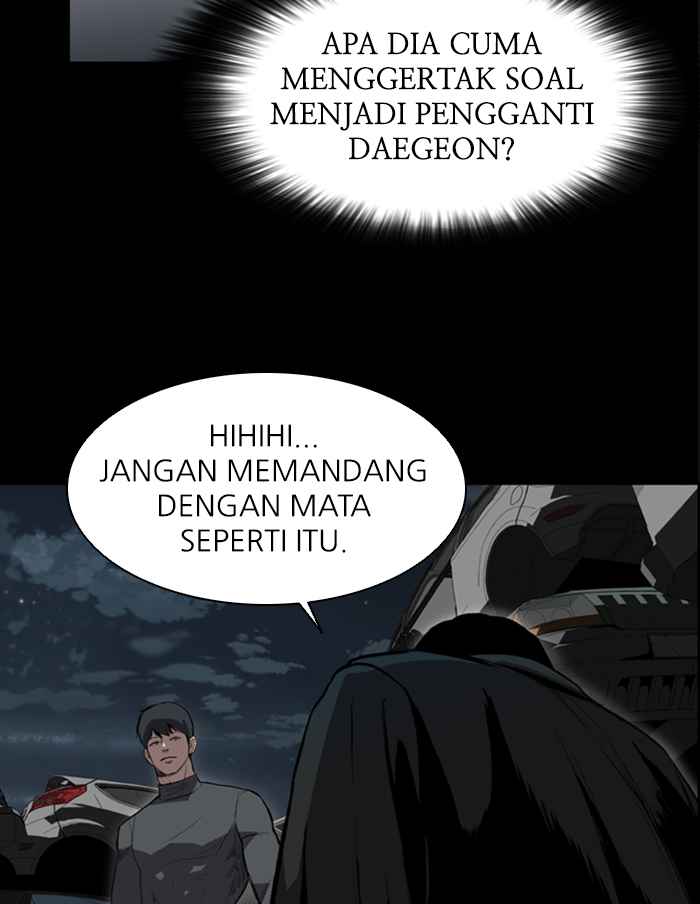 APA DIA CUMA
MENGGERTAK SOAL
MENJADI PENGGANTI
DAEGEON?
HIHIHI...
JANGAN MEMANDANG
DENGAN MATA
SEPERTI ITU.